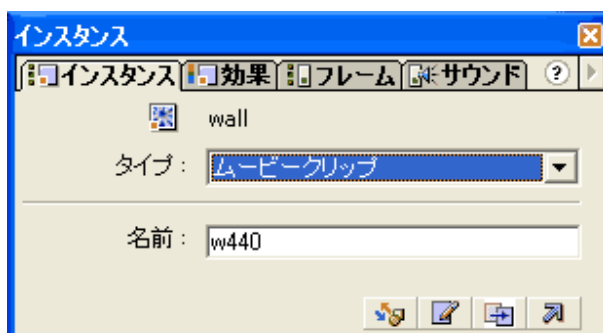 インスタンス
インスタンス 効果 フレーム サウンド ?
wall
タイプ： ムービークリップ
名前： w440